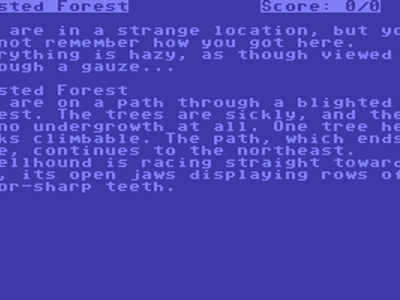 sted Forest Score: 0/0
are in a strange location, but yo
not remember how you got here.
rything is hazy, as though viewed
ough a gauze...
sted Forest
are on a path through a blighted
est. The trees are sickly, and the
no undergrowth at all. One tree he
ks climbable. The path, which ends
e, continues to the northeast.
ellhound is racing straight towar
, its open jaws displaying rows of
or-sharp teeth.